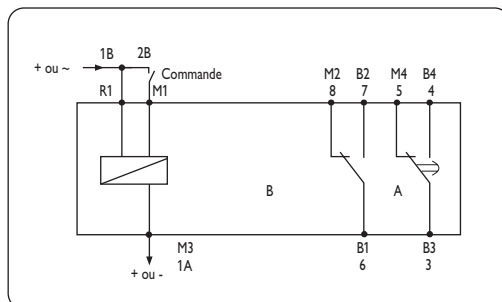 1B 2B
+ ou ~ Commande
R1 M1
M2 B2 M4 B4
8 7 5 4
B A
M3 B1 B3
1A 6 3
+ ou -